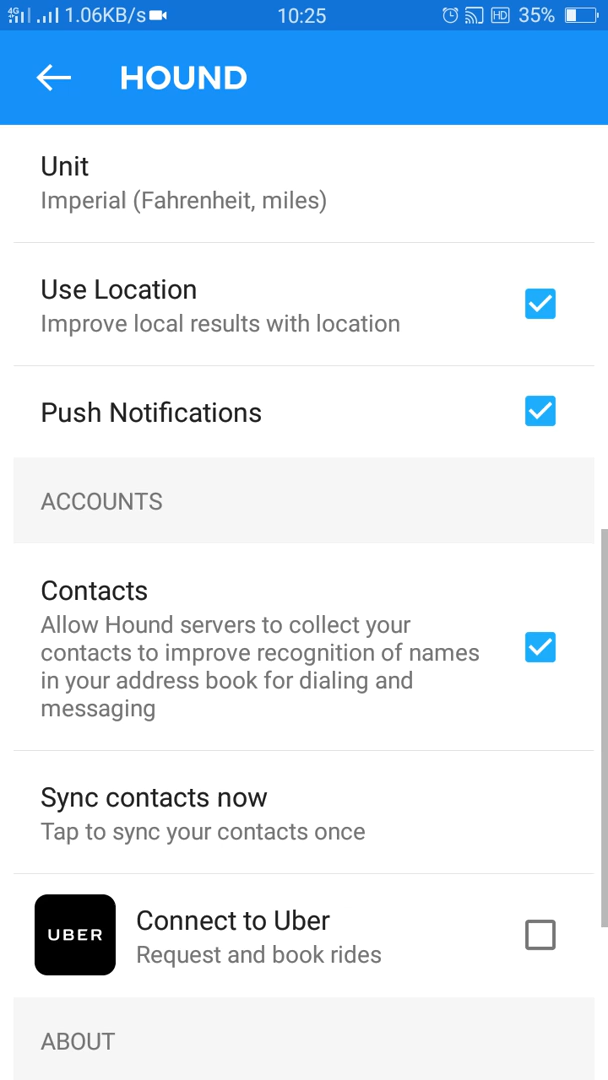 4G 1.06KB/s 10:25 HD 35%
HOUND
Unit
Imperial (Fahrenheit, miles)
Use Location
Improve local results with location
Push Notifications
ACCOUNTS
Contacts
Allow Hound servers to collect your
contacts to improve recognition of names
in your address book for dialing and
messaging
Sync contacts now
Tap to sync your contacts once
UBER
Connect to Uber
Request and book rides
ABOUT